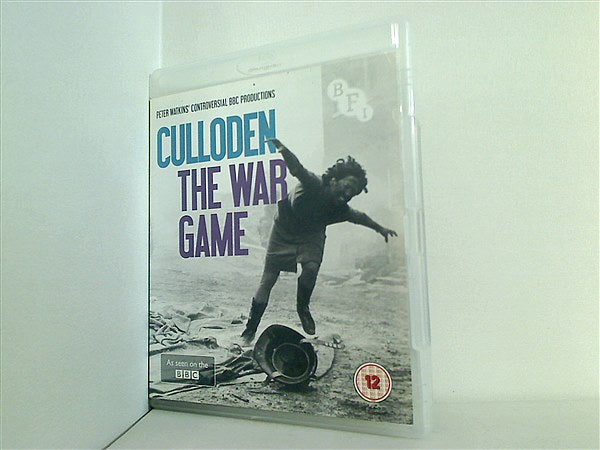 PETER WATKINS' CONTROVERSIAL BBC PRODUCTIONS
BFI
CULLODEN
THE WAR
GAME
As seen on the
BBC
12